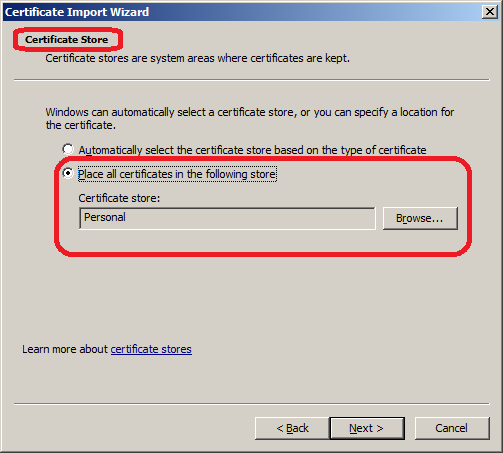 Certificate Import Wizard
Certificate Store
Certificate stores are system areas where certificates are kept.
Windows can automatically select a certificate store, or you can specify a location for
the certificate.
Automatically select the certificate store based on the type of certificate
Place all certificates in the following store
Certificate store:
Personal
Browse...
Learn more about certificate stores
< Back
Next >
Cancel